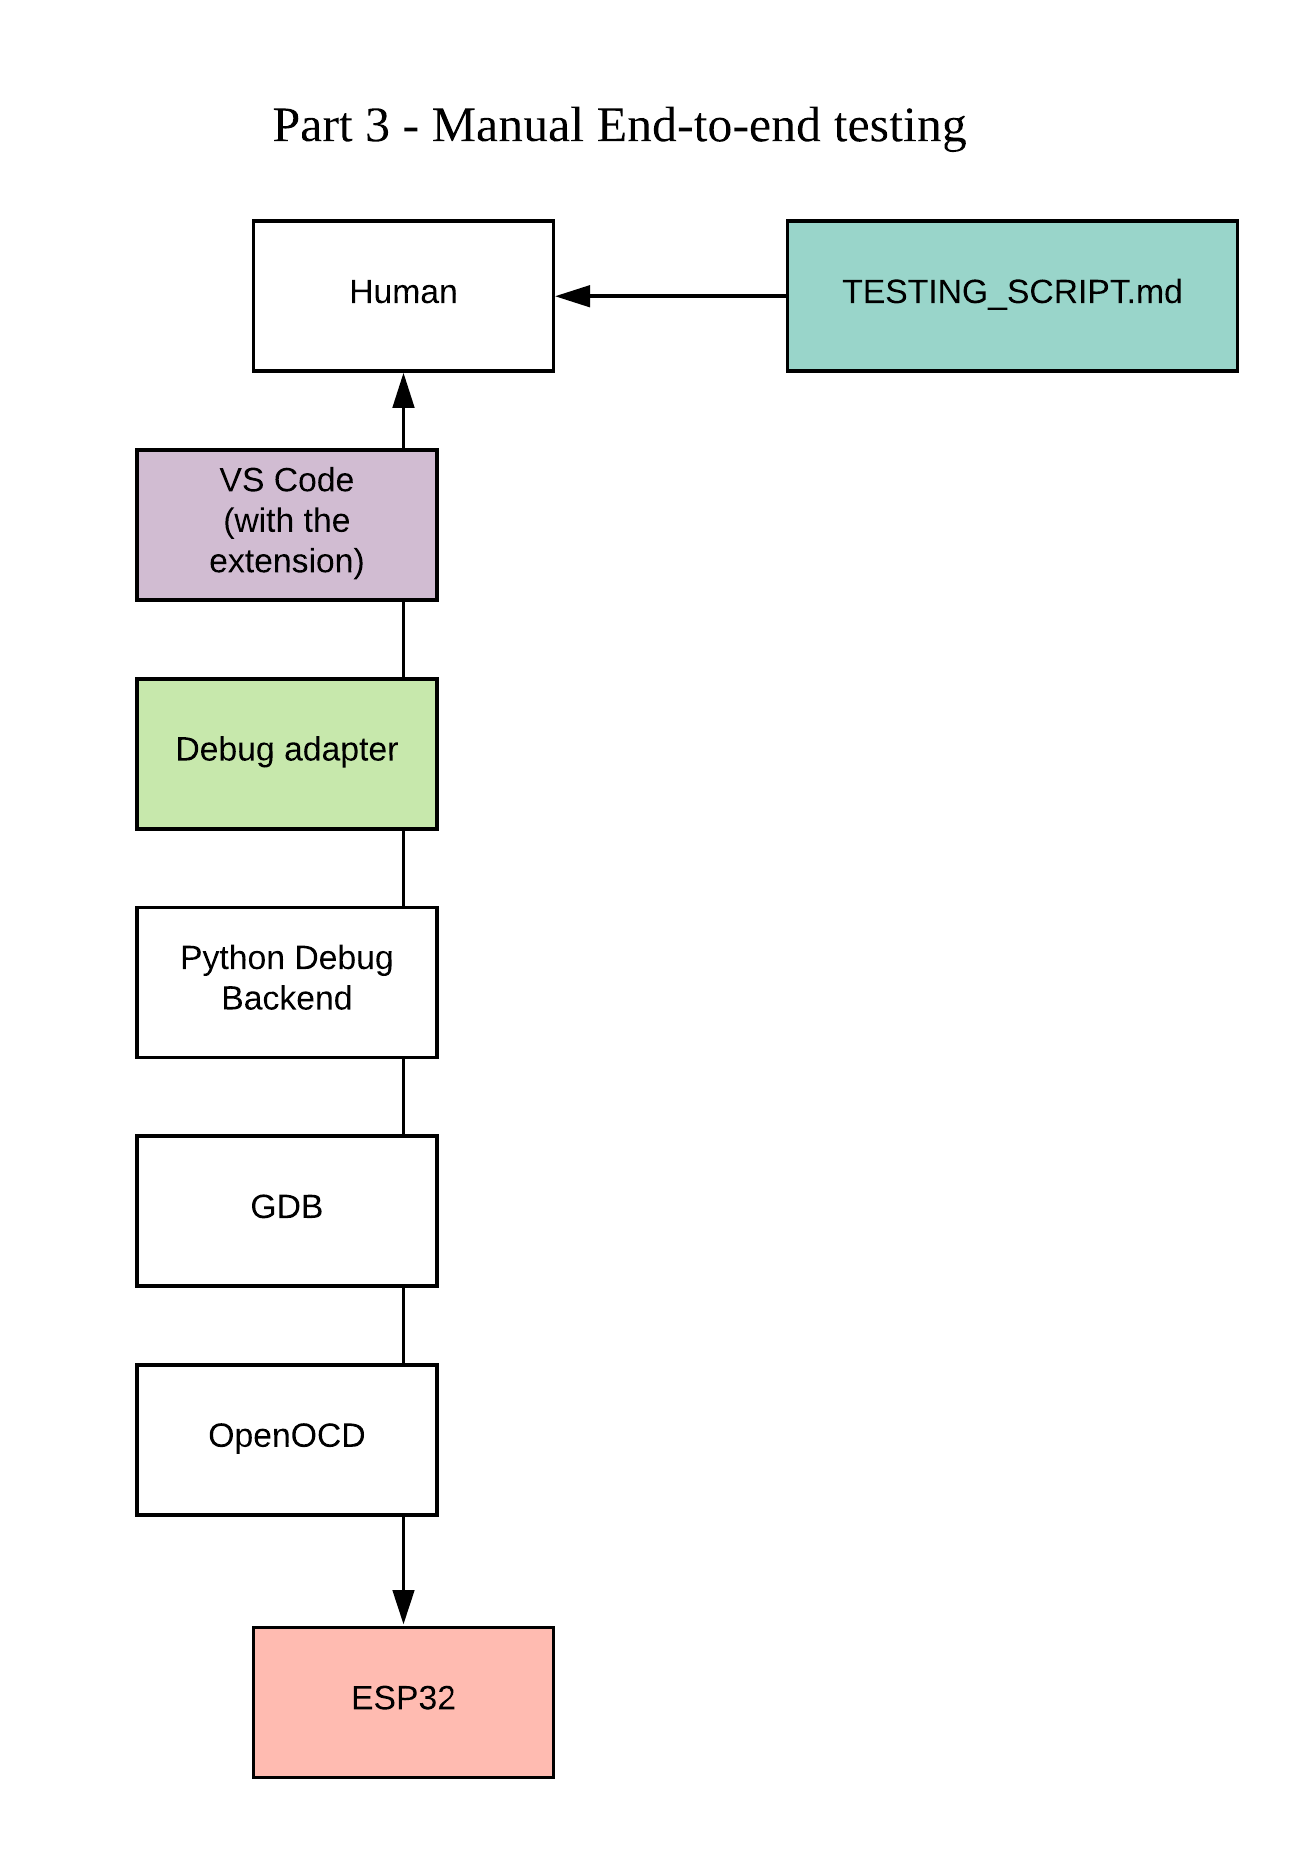 Part 3 - Manual End-to-end testing
Human
TESTING_SCRIPT.md
VS Code
(with the
extension)
Debug adapter
Python Debug
Backend
GDB
OpenOCD
ESP32